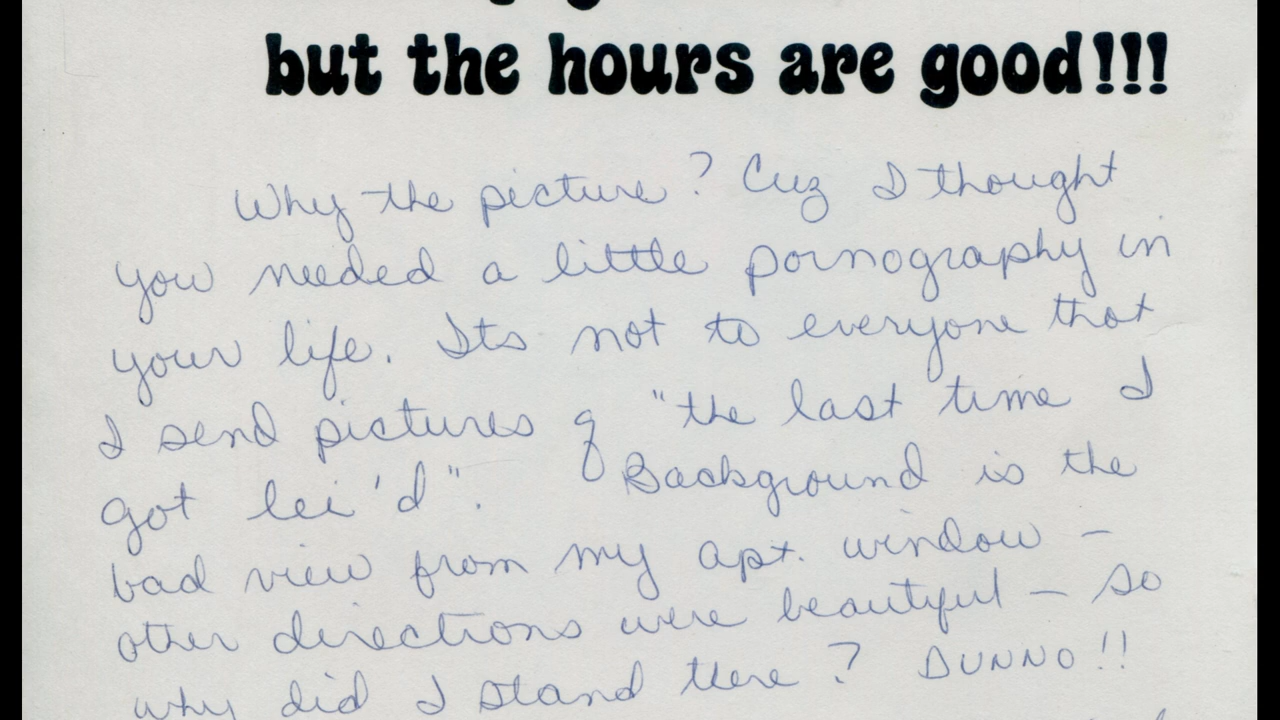 but the hours are good!!!
Why the picture? Cuz I thought
you needed a little pornography in
your life. Its not to everyone that
I send pictures of "the last time I
got lei'd". Background is the
bad view from my apt. window -
other directions were beautiful - so
why did I stand there? DUNNO!!